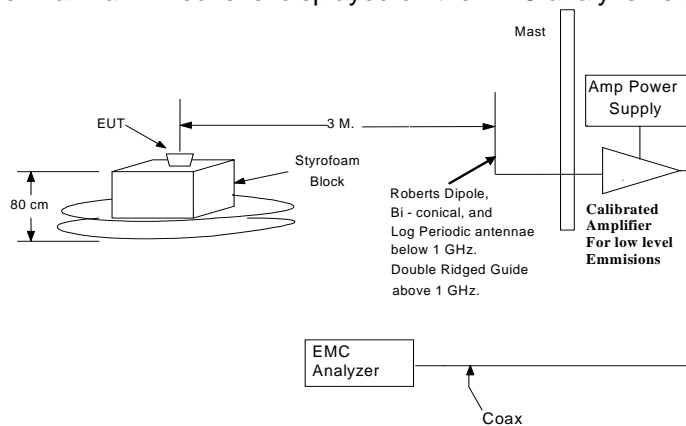 Mast
Amp Power
Supply
EUT
3 M.
Styrofoam
Block
80 cm
Roberts Dipole,
Bi - conical, and
Log Periodic antennae
below 1 GHz.
Double Ridged Guide
above 1 GHz.
Calibrated
Amplifier
For low level
Emmisions
EMC
Analyzer
Coax